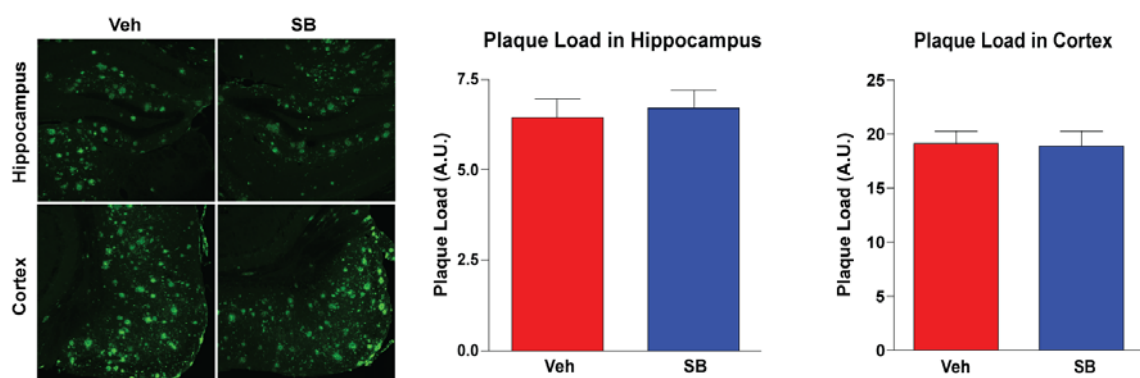 Veh
SB
Hippocampus
Cortex
Plaque Load in Hippocampus
Plaque Load (A.U.)
7.5
5.0
2.5
0.0
Veh
SB
Plaque Load in Cortex
Plaque Load (A.U.)
25
20
15
10
5
0
Veh
SB